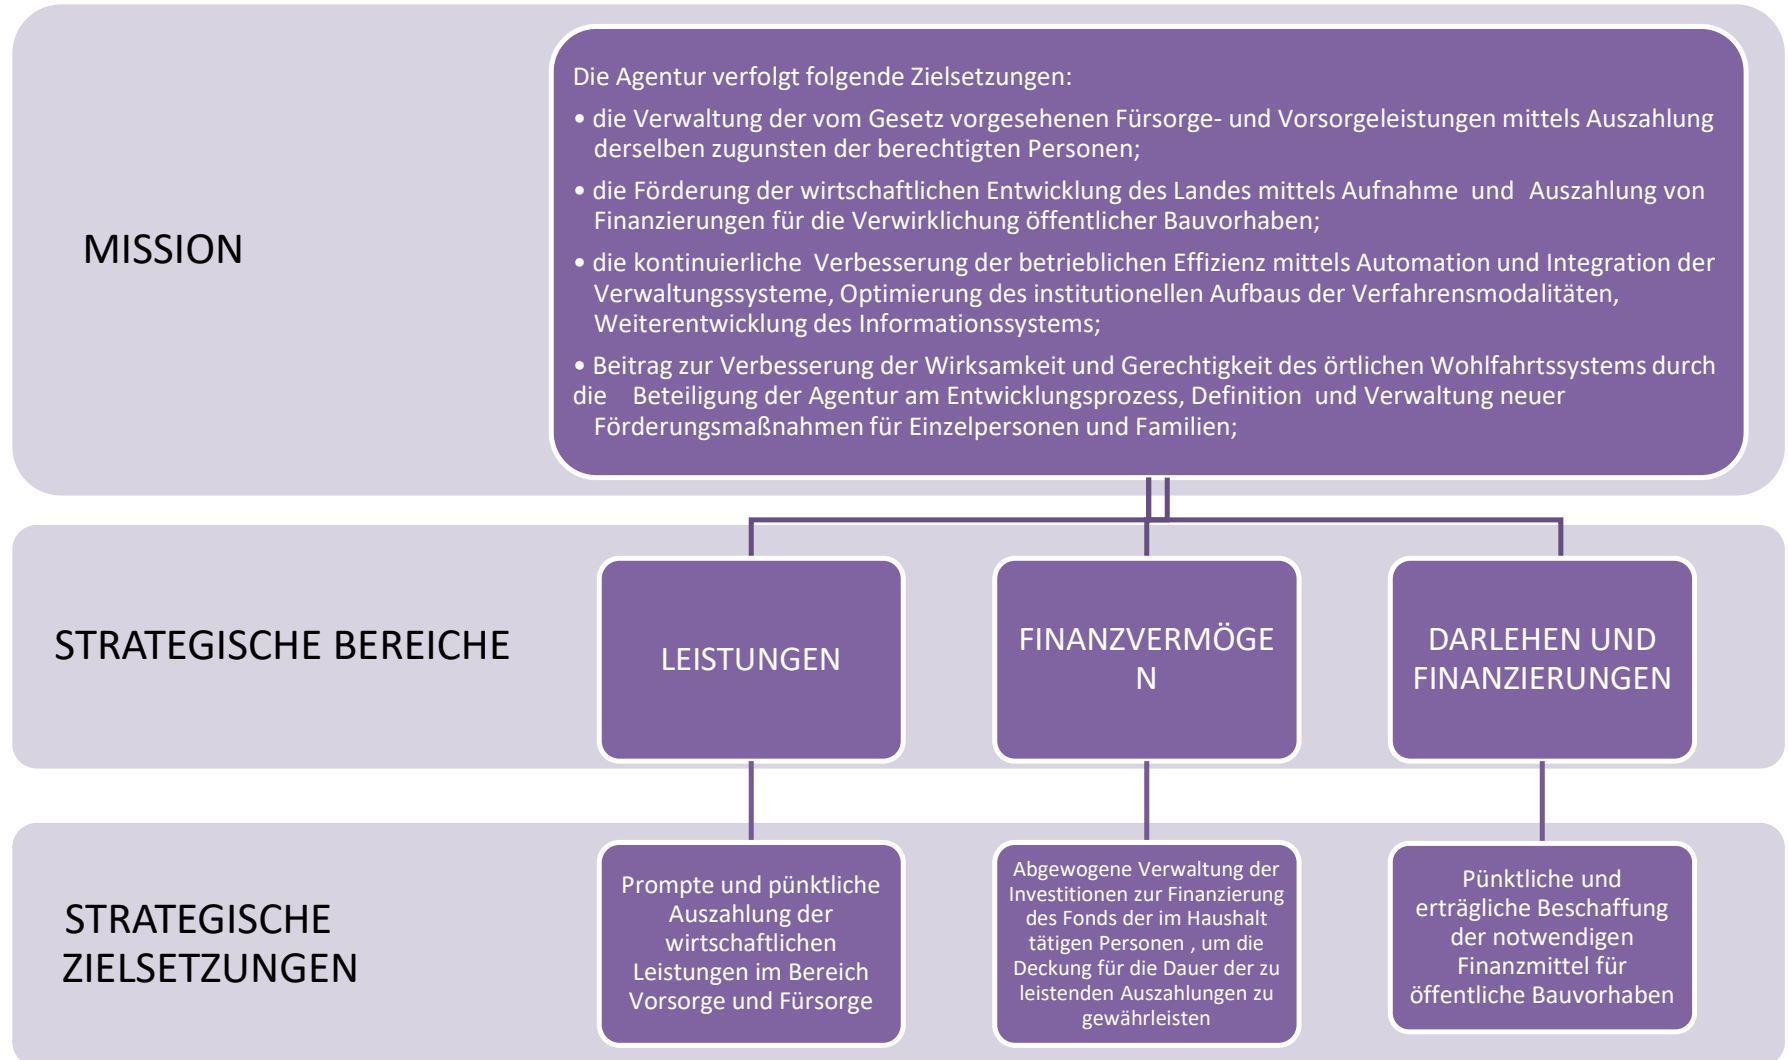 MISSION
Die Agentur verfolgt folgende Zielsetzungen:
• die Verwaltung der vom Gesetz vorgesehenen Fürsorge- und Vorsorgeleistungen mittels Auszahlung
derselben zugunsten der berechtigten Personen;
• die Förderung der wirtschaftlichen Entwicklung des Landes mittels Aufnahme und Auszahlung von
Finanzierungen für die Verwirklichung öffentlicher Bauvorhaben;
• die kontinuierliche Verbesserung der betrieblichen Effizienz mittels Automation und Integration der
Verwaltungssysteme, Optimierung des institutionellen Aufbaus der Verfahrensmodalitäten,
Weiterentwicklung des Informationssystems;
• Beitrag zur Verbesserung der Wirksamkeit und Gerechtigkeit des örtlichen Wohlfahrtssystems durch
die Beteiligung der Agentur am Entwicklungsprozess, Definition und Verwaltung neuer
Förderungsmaßnahmen für Einzelpersonen und Familien;
STRATEGISCHE BEREICHE
LEISTUNGEN
FINANZVERMÖGE
N
DARLEHEN UND
FINANZIERUNGEN
STRATEGISCHE
ZIELSETZUNGEN
Prompte und pünktliche
Auszahlung der
wirtschaftlichen
Leistungen im Bereich
Vorsorge und Fürsorge
Abgewogene Verwaltung der
Investitionen zur Finanzierung
des Fonds der im Haushalt
tätigen Personen , um die
Deckung für die Dauer der zu
leistenden Auszahlungen zu
gewährleisten
Pünktliche und
erträgliche Beschaffung
der notwendigen
Finanzmittel für
öffentliche Bauvorhaben